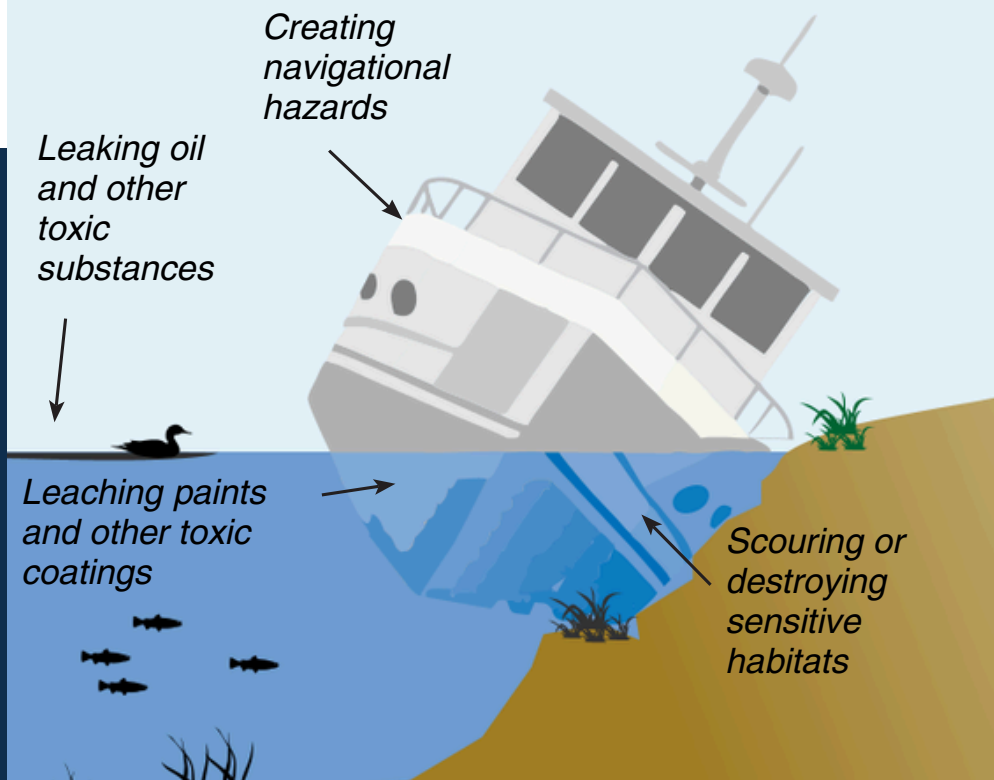 Creating
navigational
hazards
Leaking oil
and other
toxic
substances
Leaching paints
and other toxic
coatings
Scouring or
destroying
sensitive
habitats